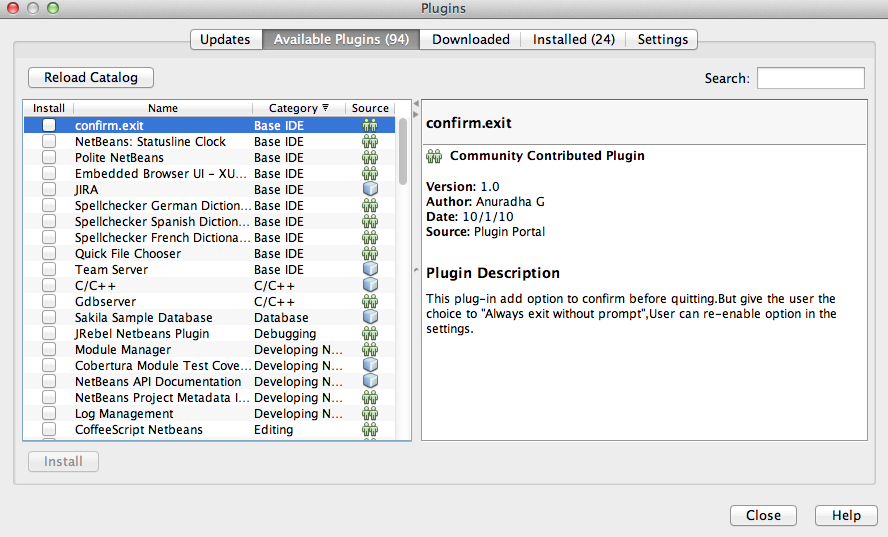 Plugins
Updates Available Plugins (94) Downloaded Installed (24) Settings
Reload Catalog Search:
Install Name Category Source
confirm.exit Base IDE
NetBeans: Statusline Clock Base IDE
Polite NetBeans Base IDE
Embedded Browser UI – XU... Base IDE
JIRA Base IDE
Spellchecker German Diction... Base IDE
Spellchecker Spanish Diction... Base IDE
Spellchecker French Dictiona... Base IDE
Quick File Chooser Base IDE
Team Server Base IDE
C/C++ C/C++
Gdbserver C/C++
Sakila Sample Database Database
JRebel Netbeans Plugin Debugging
Module Manager Developing N...
Cobertura Module Test Cove... Developing N...
NetBeans API Documentation Developing N...
NetBeans Project Metadata I... Developing N...
Log Management Developing N...
CoffeeScript Netbeans Editing
confirm.exit
Community Contributed Plugin
Version: 1.0
Author: Anuradha G
Date: 10/1/10
Source: Plugin Portal
Plugin Description
This plug-in add option to confirm before quitting.But give the user the
choice to "Always exit without prompt",User can re-enable option in the
settings.
Install
Close Help